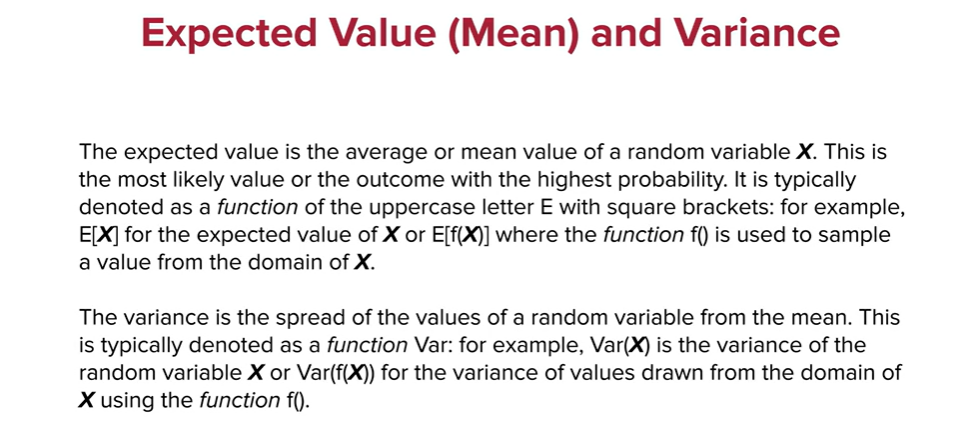 Expected Value (Mean) and Variance
The expected value is the average or mean value of a random variable X. This is
the most likely value or the outcome with the highest probability. It is typically
denoted as a function of the uppercase letter E with square brackets: for example,
E[X] for the expected value of X or E[f(X)] where the function f() is used to sample
a value from the domain of X.
The variance is the spread of the values of a random variable from the mean. This
is typically denoted as a function Var: for example, Var(X) is the variance of the
random variable X or Var(f(X)) for the variance of values drawn from the domain of
X using the function f().